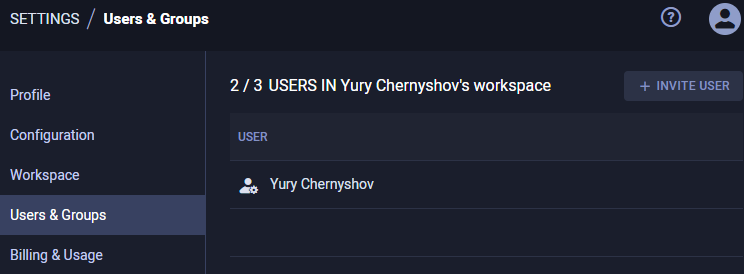 SETTINGS / Users & Groups
?
2 / 3 USERS IN Yury Chernyshov's workspace
+ INVITE USER
Profile
Configuration
Workspace
Users & Groups
Billing & Usage
USER
Yury Chernyshov